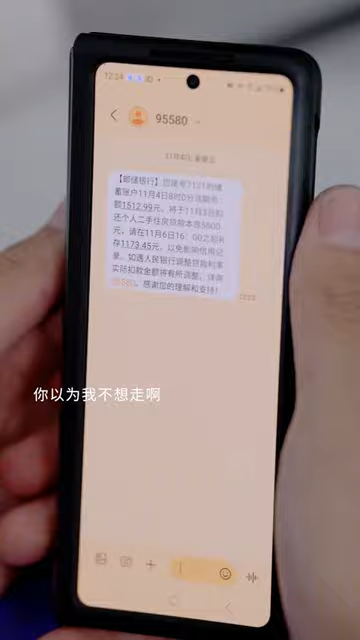 12:24
95580
【邮储银行】您尾号7121的储
蓄账户11月4日8时0分活期余
额1512.99元，将于11月5日扣
还个人二手住房贷款本息3800
元，请在11月6日16：00之前
存1173.45元，以免影响信用记
录。如遇人民银行调整贷款利率
实际扣款金额将有所调整，详询
95580。感谢您的理解和支持！
你以为我不想走啊